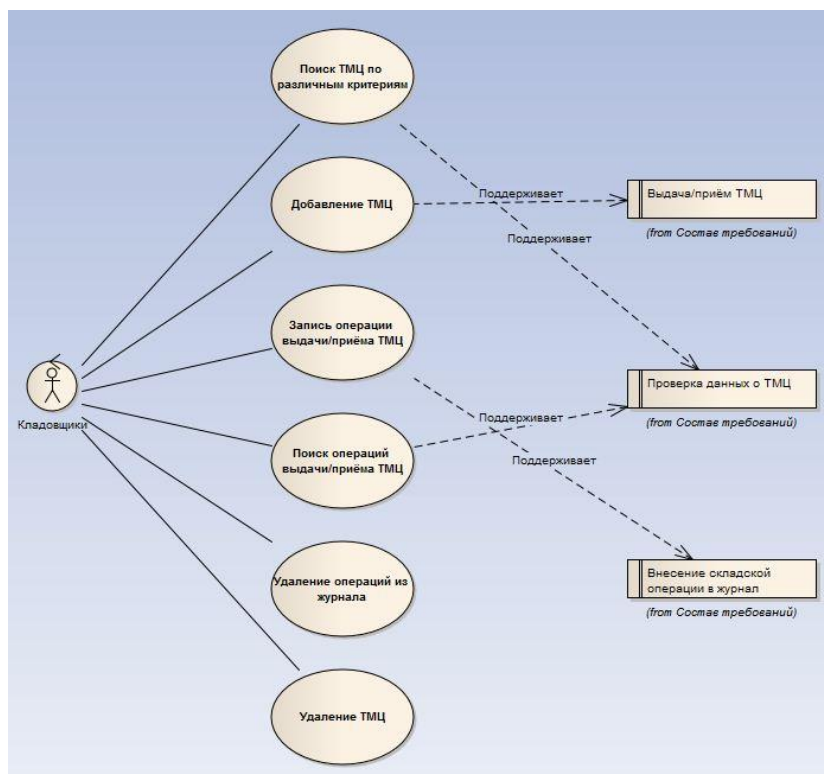 Поиск ТМЦ по
различным критериям
Добавление ТМЦ
Поддерживает
Выдача/приём ТМЦ
(from Состав требований)
Поддерживает
Запись операции
выдачи/приёма ТМЦ
Кладовщики
Проверка данных о ТМЦ
(from Состав требований)
Поддерживает
Поиск операций
выдачи/приёма ТМЦ
Поддерживает
Удаление операций из
журнала
Внесение складской
операции в журнал
(from Состав требований)
Удаление ТМЦ